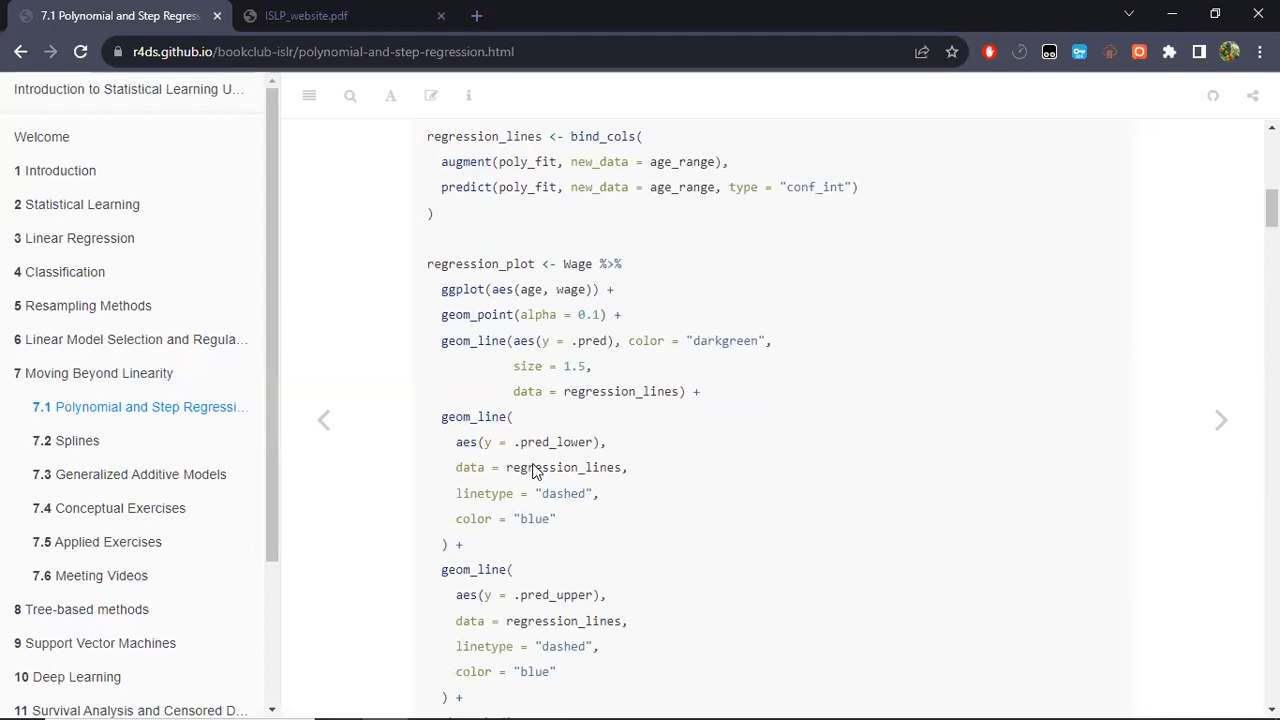 7.1 Polynomial and Step Regress
ISLP_website.pdf
r4ds.github.io/bookclub-islr/polynomial-and-step-regression.html
Introduction to Statistical Learning U...
Welcome
1 Introduction
2 Statistical Learning
3 Linear Regression
4 Classification
5 Resampling Methods
6 Linear Model Selection and Regula...
7 Moving Beyond Linearity
7.1 Polynomial and Step Regressi...
7.2 Splines
7.3 Generalized Additive Models
7.4 Conceptual Exercises
7.5 Applied Exercises
7.6 Meeting Videos
8 Tree-based methods
9 Support Vector Machines
10 Deep Learning
11 Survival Analysis and Censored D...
regression_lines <- bind_cols(
augment(poly_fit, new_data = age_range),
predict(poly_fit, new_data = age_range, type = "conf_int")
)
regression_plot <- Wage %>%
ggplot(aes(age, wage)) +
geom_point(alpha = 0.1) +
geom_line(aes(y = .pred), color = "darkgreen",
size = 1.5,
data = regression_lines) +
geom_line(
aes(y = .pred_lower),
data = regression_lines,
linetype = "dashed",
color = "blue"
) +
geom_line(
aes(y = .pred_upper),
data = regression_lines,
linetype = "dashed",
color = "blue"
) +